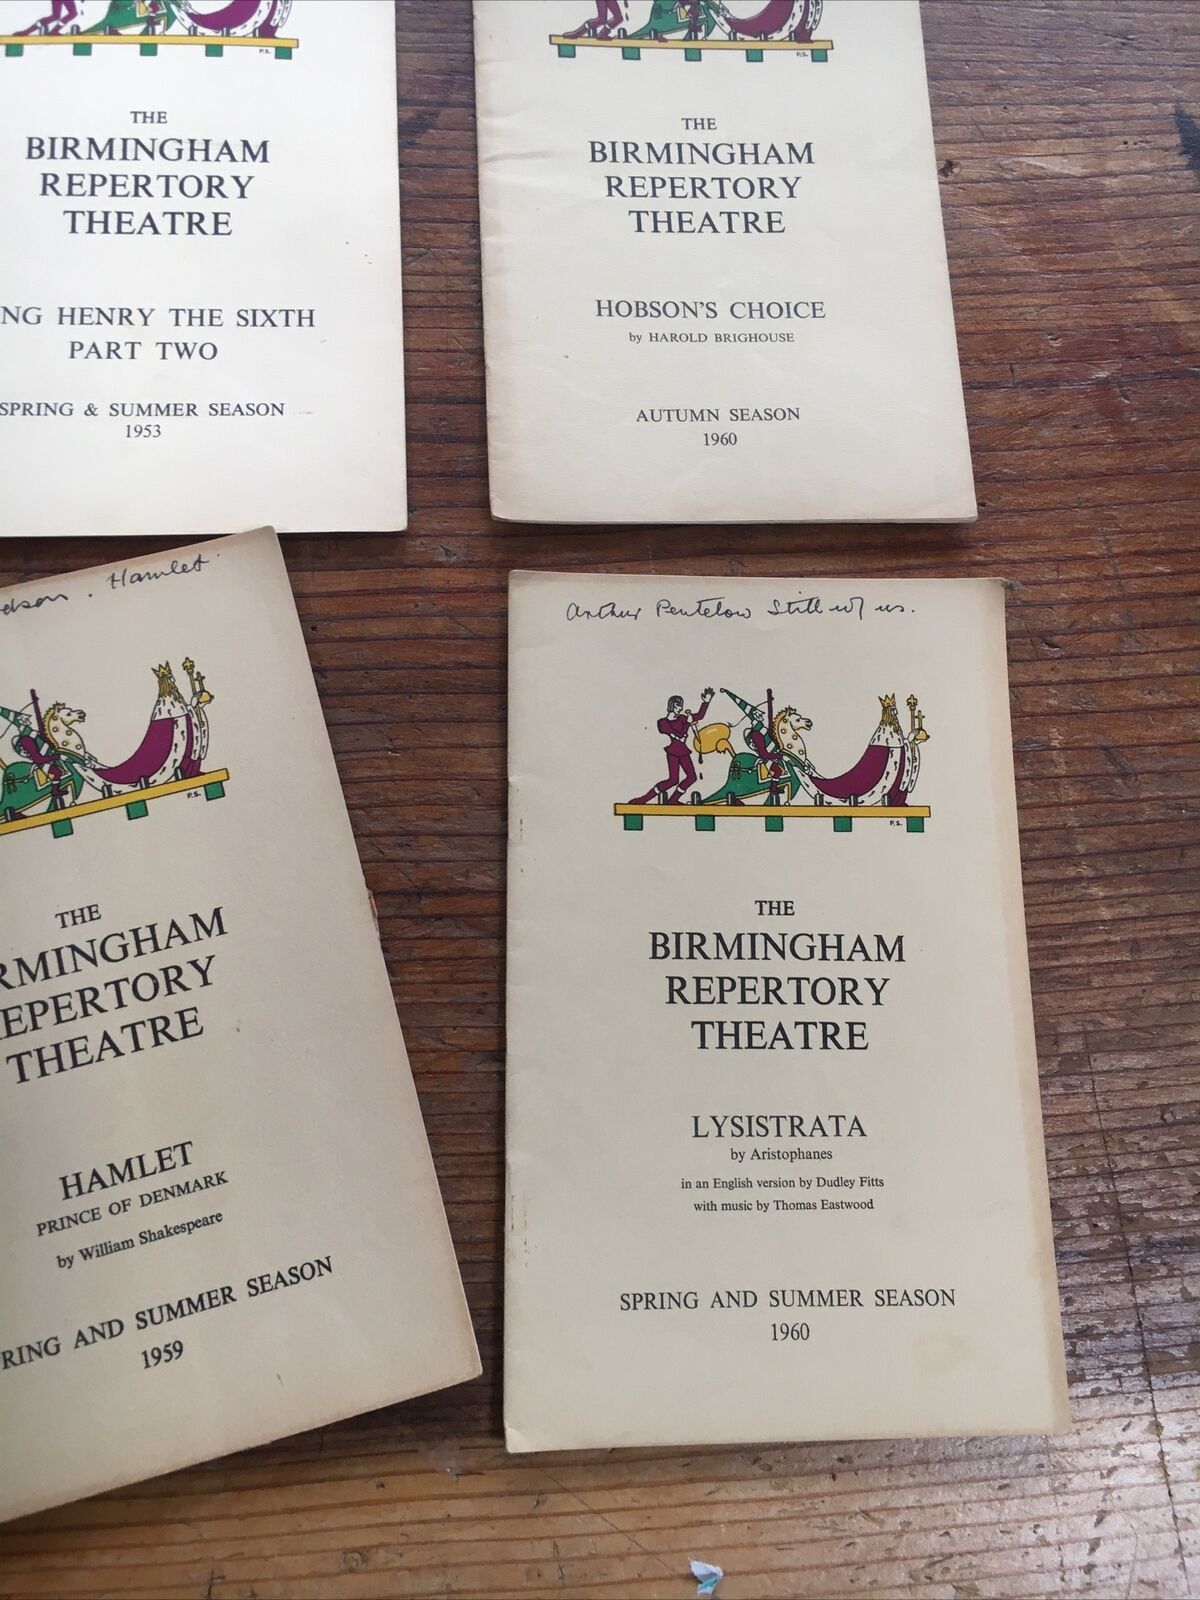 P.S.
THE
BIRMINGHAM
REPERTORY
THEATRE
NG HENRY THE SIXTH
PART TWO
SPRING & SUMMER SEASON
1953
P.S.
THE
BIRMINGHAM
REPERTORY
THEATRE
HOBSON'S CHOICE
by HAROLD BRIGHOUSE
AUTUMN SEASON
1960
dson. Hamlet
P.S.
THE
RMINGHAM
EPERTORY
THEATRE
HAMLET
PRINCE OF DENMARK
by William Shakespeare
RING AND SUMMER SEASON
1959
Arthur Pentelow Still w/ us.
P.S.
THE
BIRMINGHAM
REPERTORY
THEATRE
LYSISTRATA
by Aristophanes
in an English version by Dudley Fitts
with music by Thomas Eastwood
SPRING AND SUMMER SEASON
1960